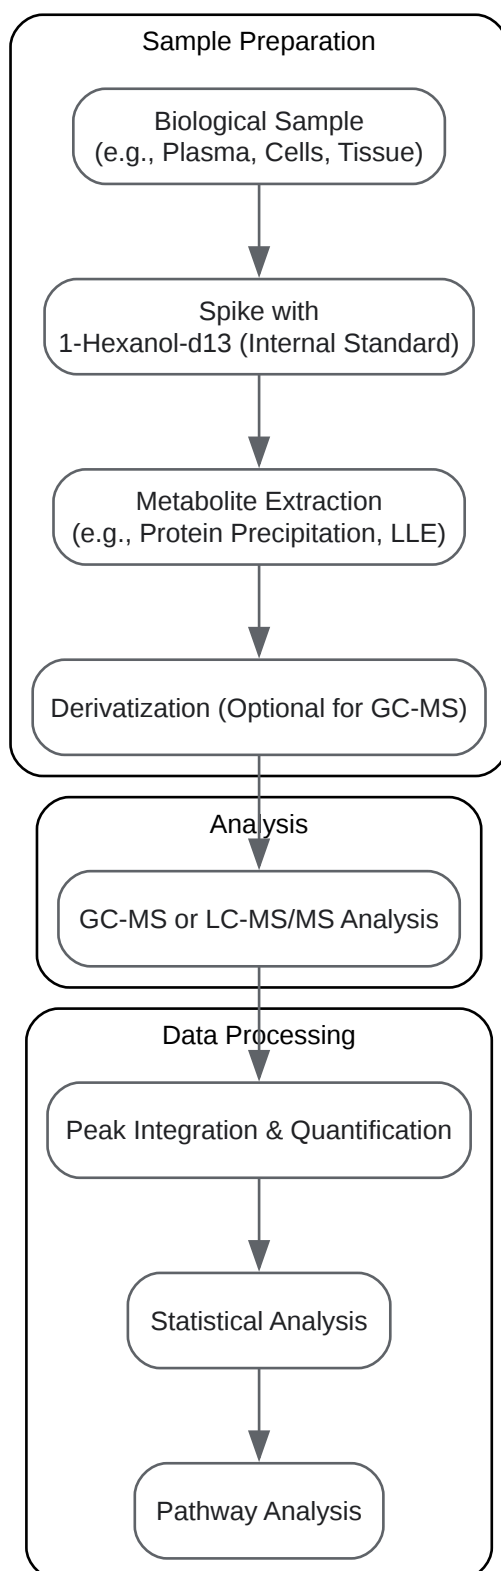 Sample Preparation
Biological Sample
(e.g., Plasma, Cells, Tissue)
Spike with
1-Hexanol-d13 (Internal Standard)
Metabolite Extraction
(e.g., Protein Precipitation, LLE)
Derivatization (Optional for GC-MS)
Analysis
GC-MS or LC-MS/MS Analysis
Data Processing
Peak Integration & Quantification
Statistical Analysis
Pathway Analysis